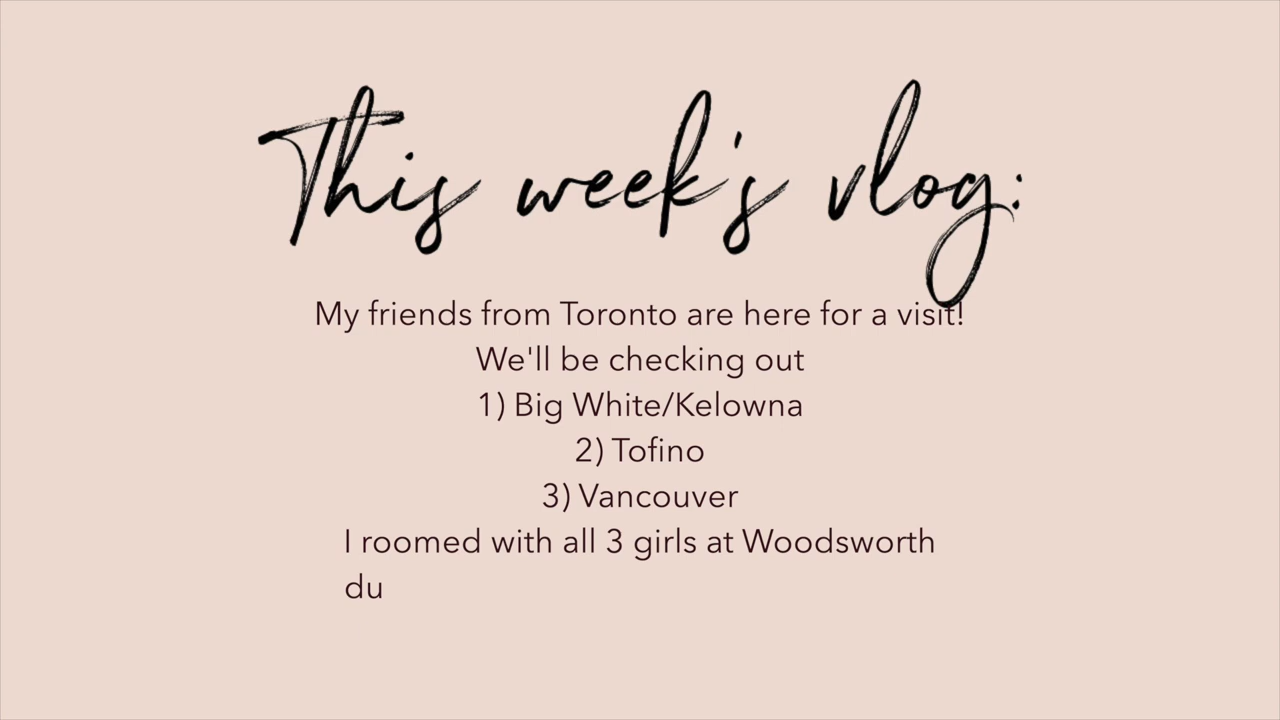 This week's vlog:
My friends from Toronto are here for a visit!
We'll be checking out
1) Big White/Kelowna
2) Tofino
3) Vancouver
I roomed with all 3 girls at Woodsworth
du